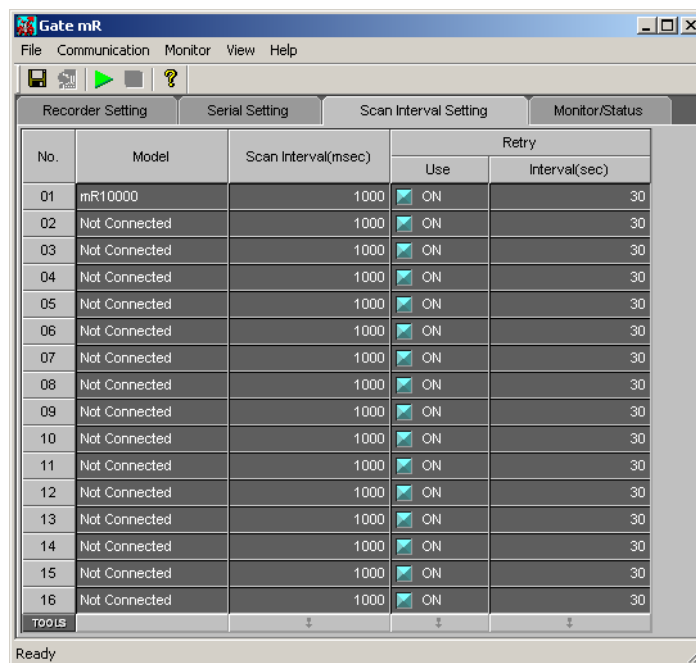 Gate mR
File Communication Monitor View Help
Recorder Setting Serial Setting Scan Interval Setting Monitor/Status
No. Model Scan Interval(msec) Retry
Use Interval(sec)
01 mR10000 1000 ON 30
02 Not Connected 1000 ON 30
03 Not Connected 1000 ON 30
04 Not Connected 1000 ON 30
05 Not Connected 1000 ON 30
06 Not Connected 1000 ON 30
07 Not Connected 1000 ON 30
08 Not Connected 1000 ON 30
09 Not Connected 1000 ON 30
10 Not Connected 1000 ON 30
11 Not Connected 1000 ON 30
12 Not Connected 1000 ON 30
13 Not Connected 1000 ON 30
14 Not Connected 1000 ON 30
15 Not Connected 1000 ON 30
16 Not Connected 1000 ON 30
TOOLS
Ready